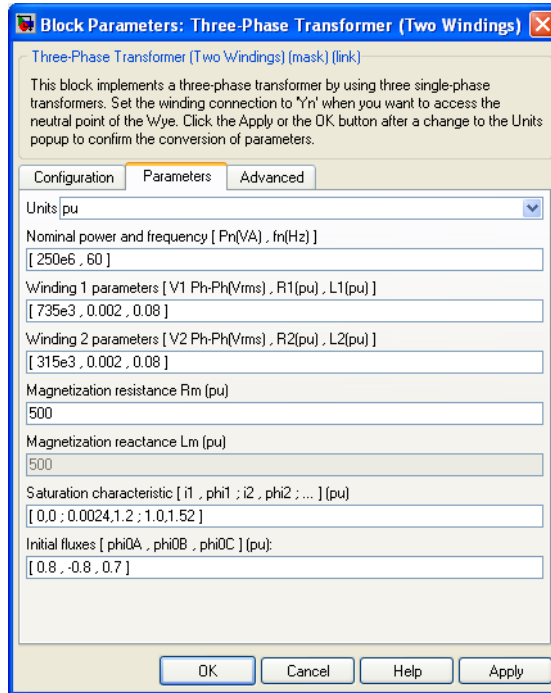 Block Parameters: Three-Phase Transformer (Two Windings)
Three-Phase Transformer (Two Windings) (mask) (link)
This block implements a three-phase transformer by using three single-phase
transformers. Set the winding connection to 'Yn' when you want to access the
neutral point of the Wye. Click the Apply or the OK button after a change to the Units
popup to confirm the conversion of parameters.
Configuration Parameters Advanced
Units pu
Nominal power and frequency [ Pn(VA) , fn(Hz) ]
[ 250e6 , 60 ]
Winding 1 parameters [ V1 Ph-Ph(Vrms) , R1(pu) , L1(pu) ]
[ 735e3 , 0.002 , 0.08 ]
Winding 2 parameters [ V2 Ph-Ph(Vrms) , R2(pu) , L2(pu) ]
[ 315e3 , 0.002 , 0.08 ]
Magnetization resistance Rm (pu)
500
Magnetization reactance Lm (pu)
500
Saturation characteristic [ i1 , phi1 ; i2 , phi2 ; ... ] (pu)
[ 0,0 ; 0.0024,1.2 ; 1.0,1.52 ]
Initial fluxes [ phi0A , phi0B , phi0C ] (pu):
[ 0.8 , -0.8 , 0.7 ]
OK Cancel Help Apply